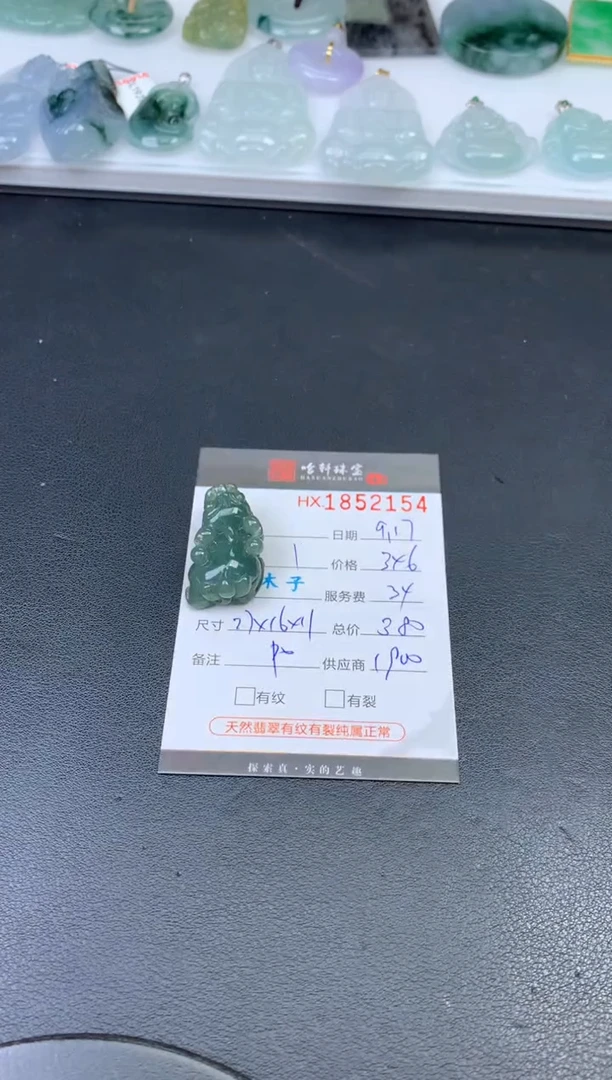 哈轩珠宝
HX1852154
日期 9,17
1 价格 346
木子 服务费 34
尺寸 27x16x11 总价 380
备注 供应商
有纹 有裂
天然翡翠有纹有裂纯属正常
探索真·实的艺趣